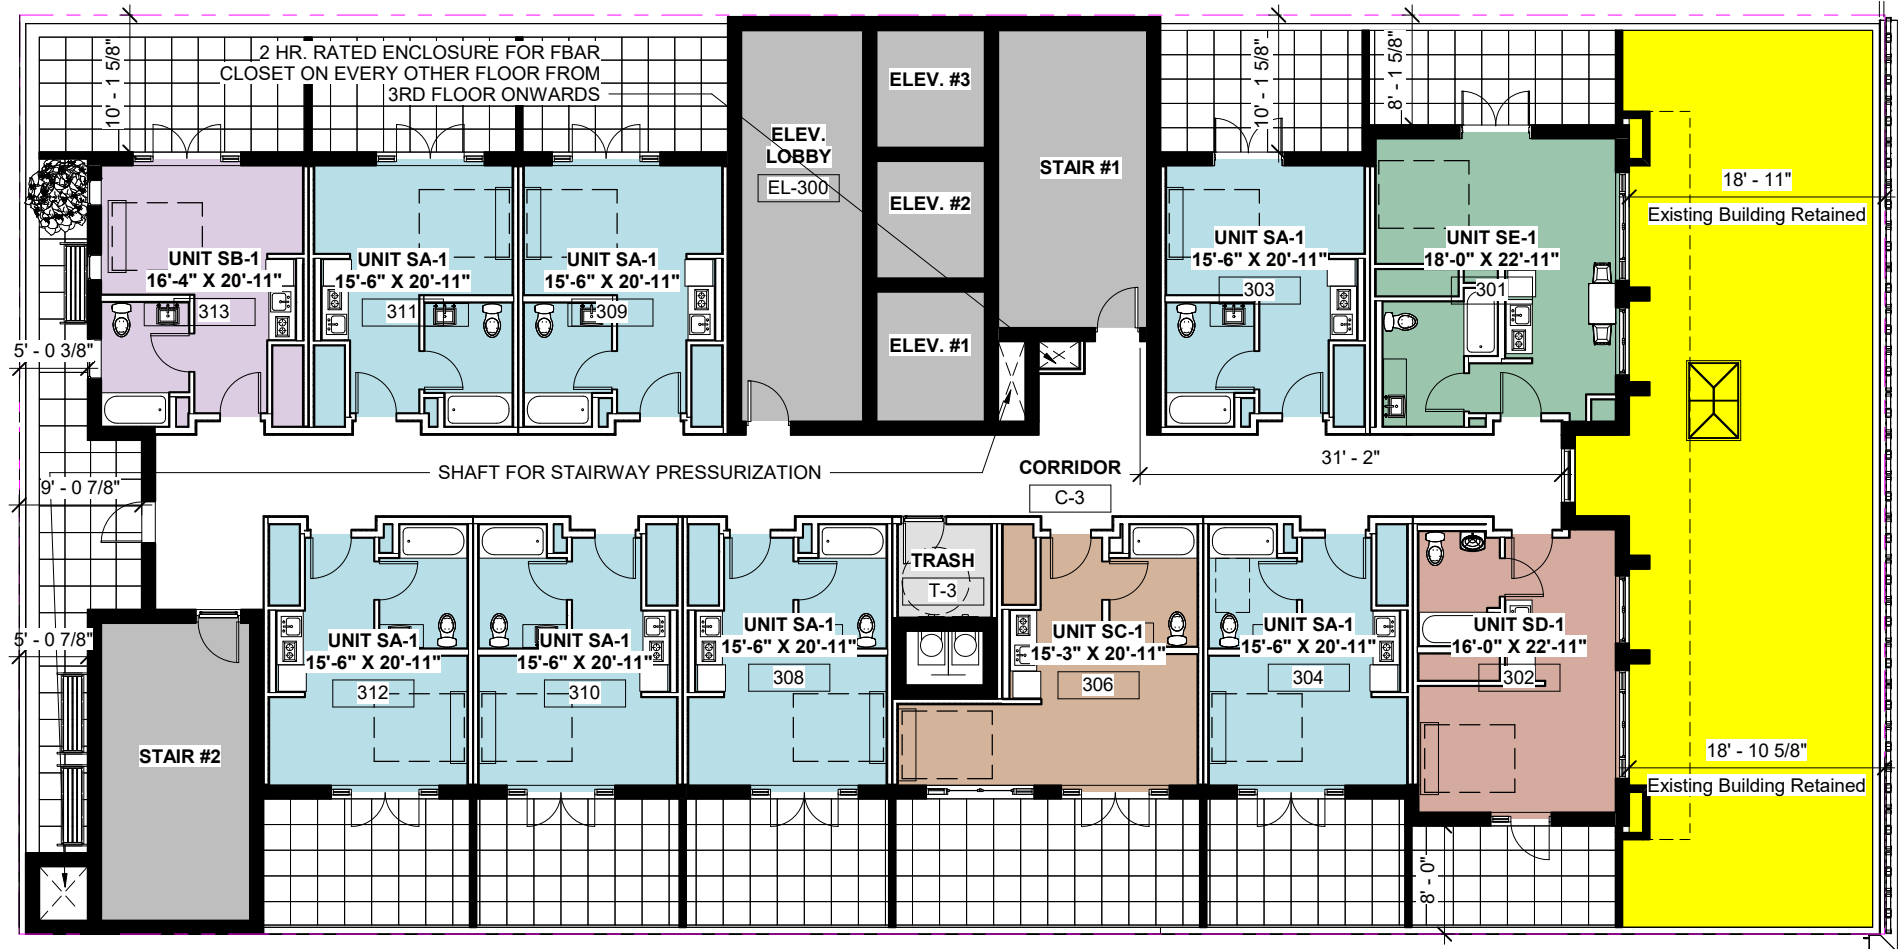 10' - 1 5/8"
2 HR. RATED ENCLOSURE FOR FBAR
CLOSET ON EVERY OTHER FLOOR FROM
3RD FLOOR ONWARDS
ELEV.
LOBBY
EL-300
ELEV. #3
ELEV. #2
ELEV. #1
STAIR #1
10' - 1 5/8"
8' - 1 5/8"
18' - 11"
Existing Building Retained
UNIT SB-1
16'-4" X 20'-11"
313
UNIT SA-1
15'-6" X 20'-11"
311
UNIT SA-1
15'-6" X 20'-11"
309
UNIT SA-1
15'-6" X 20'-11"
303
UNIT SE-1
18'-0" X 22'-11"
301
5' - 0 3/8"
9' - 0 7/8"
SHAFT FOR STAIRWAY PRESSURIZATION
CORRIDOR
C-3
31' - 2"
5' - 0 7/8"
STAIR #2
UNIT SA-1
15'-6" X 20'-11"
312
UNIT SA-1
15'-6" X 20'-11"
310
UNIT SA-1
15'-6" X 20'-11"
308
TRASH
T-3
UNIT SC-1
15'-3" X 20'-11"
306
UNIT SA-1
15'-6" X 20'-11"
304
UNIT SD-1
16'-0" X 22'-11"
302
18' - 10 5/8"
Existing Building Retained
8' - 0"